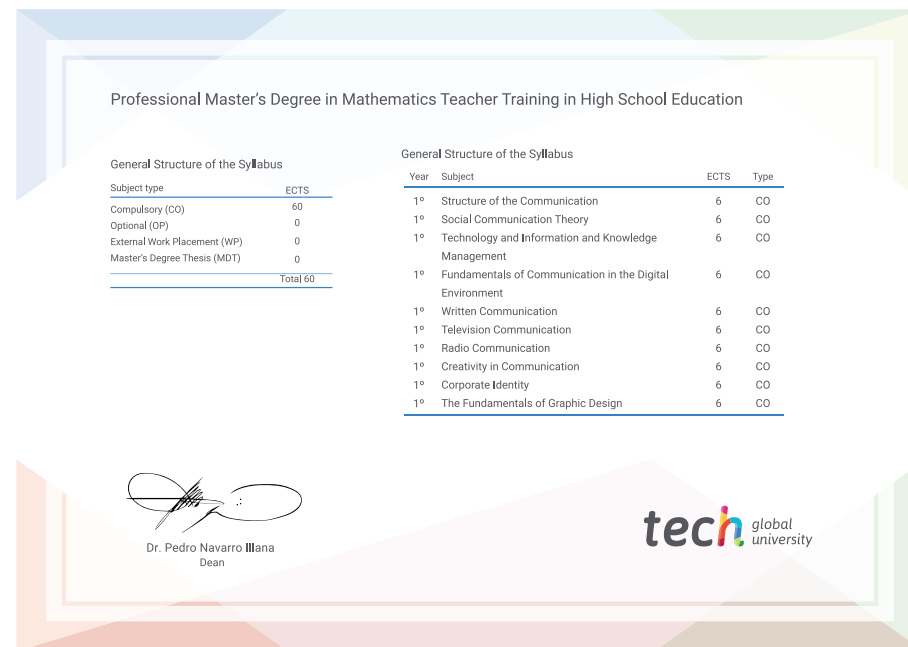 Professional Master's Degree in Mathematics Teacher Training in High School Education
General Structure of the Syllabus
Subject type ECTS
Compulsory (CO) 60
Optional (OP) 0
External Work Placement (WP) 0
Master's Degree Thesis (MDT) 0
Total 60
General Structure of the Syllabus
Year Subject ECTS Type
1º Structure of the Communication 6 CO
1º Social Communication Theory 6 CO
1º Technology and Information and Knowledge 6 CO
Management
1º Fundamentals of Communication in the Digital 6 CO
Environment
1º Written Communication 6 CO
1º Television Communication 6 CO
1º Radio Communication 6 CO
1º Creativity in Communication 6 CO
1º Corporate Identity 6 CO
1º The Fundamentals of Graphic Design 6 CO
Dr. Pedro Navarro Illana
Dean
tech global
university